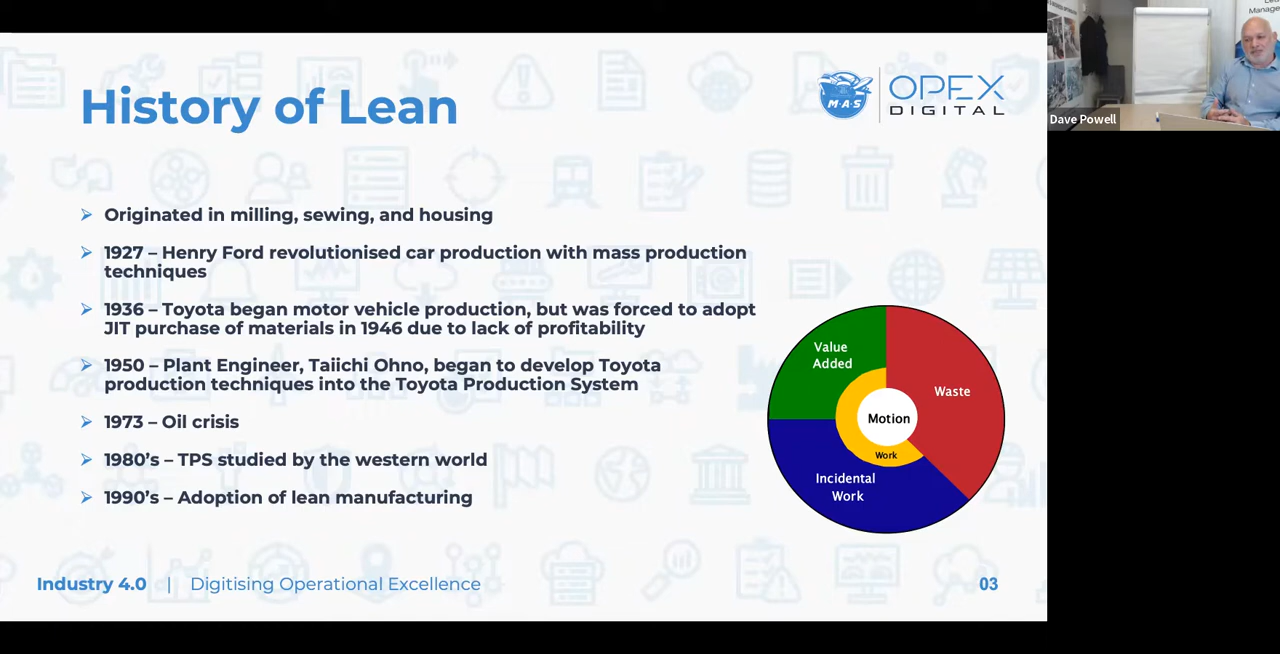 History of Lean
M·A·S
OPEX
DIGITAL
Originated in milling, sewing, and housing
1927 – Henry Ford revolutionised car production with mass production
techniques
1936 – Toyota began motor vehicle production, but was forced to adopt
JIT purchase of materials in 1946 due to lack of profitability
1950 – Plant Engineer, Taiichi Ohno, began to develop Toyota
production techniques into the Toyota Production System
1973 – Oil crisis
1980's – TPS studied by the western world
1990's – Adoption of lean manufacturing
Value
Added
Waste
Motion
Work
Incidental
Work
Industry 4.0 | Digitising Operational Excellence
03
Dave Powell